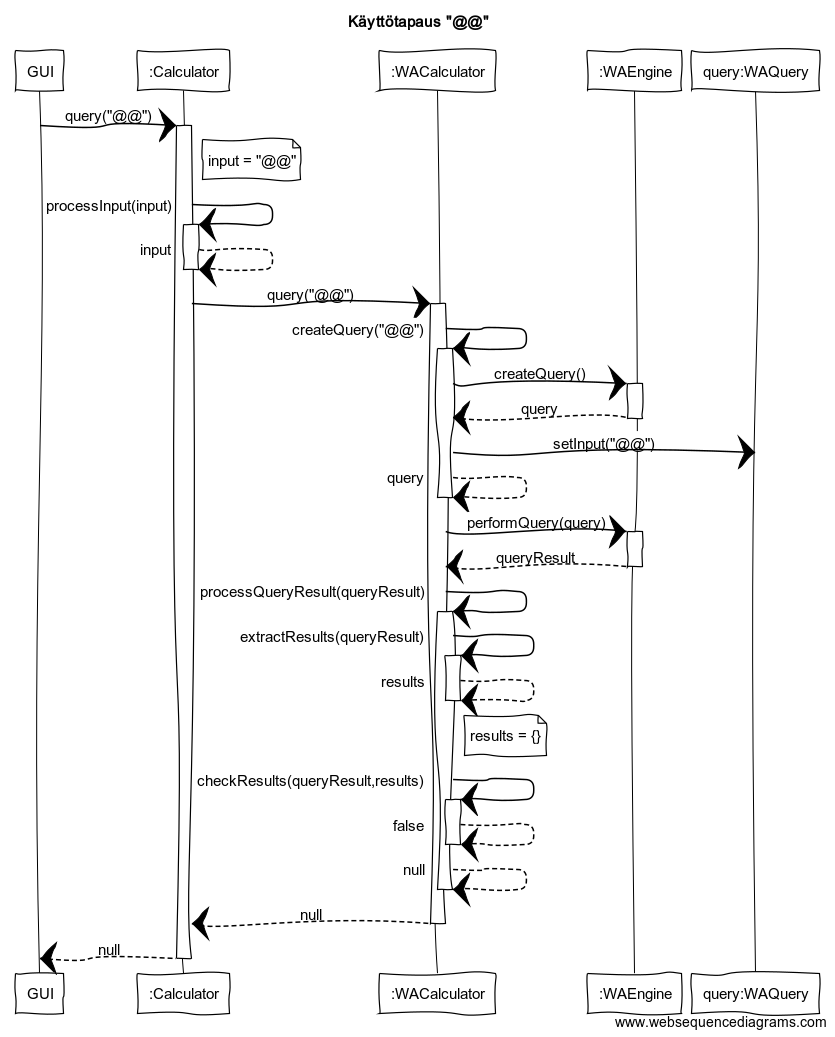 Käyttötapaus "@@"
GUI
:Calculator
:WACalculator
:WAEngine
query:WAQuery
query("@@")
input = "@@"
processInput(input)
input
query("@@")
createQuery("@@")
createQuery()
query
setInput("@@")
query
performQuery(query)
queryResult
processQueryResult(queryResult)
extractResults(queryResult)
results
results = {}
checkResults(queryResult,results)
false
null
null
null
GUI
:Calculator
:WACalculator
:WAEngine
query:WAQuery
www.websequencediagrams.com